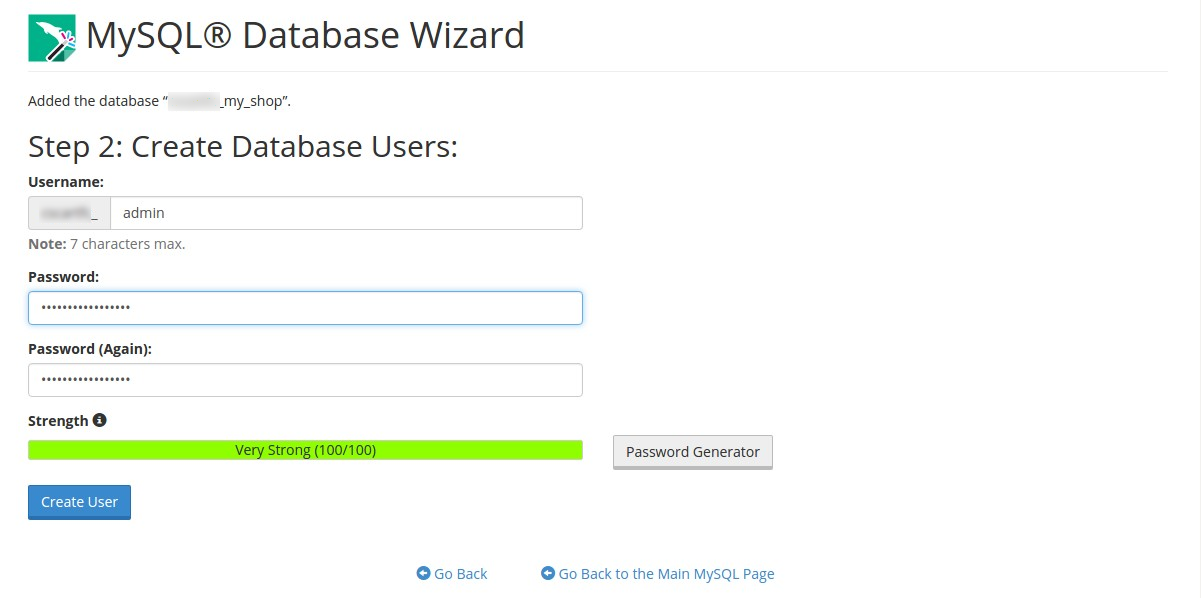 MySQL® Database Wizard
Added the database “_my_shop”.
Step 2: Create Database Users:
Username:
_ admin
Note: 7 characters max.
Password:
•••••••••••••••••
Password (Again):
•••••••••••••••••
Strength
Very Strong (100/100) Password Generator
Create User
Go Back Go Back to the Main MySQL Page